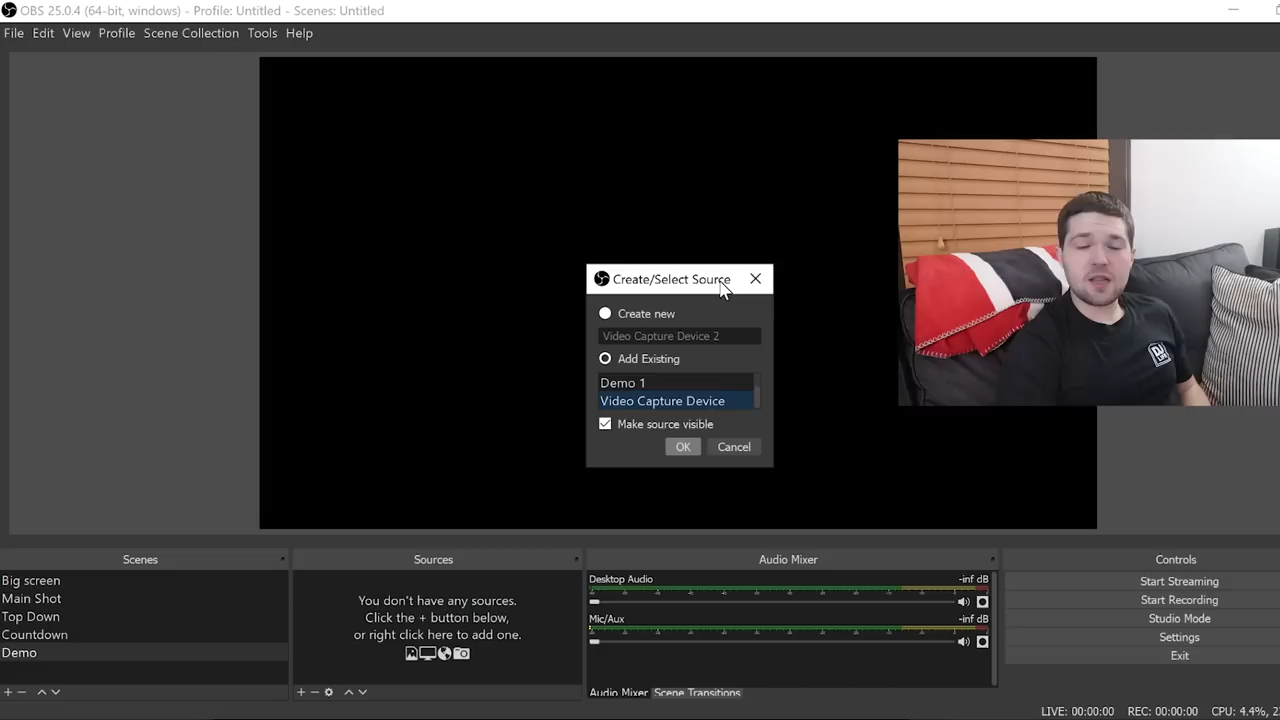 OBS 25.0.4 (64-bit, windows) - Profile: Untitled - Scenes: Untitled
File Edit View Profile Scene Collection Tools Help
Create/Select Source
Create new
Video Capture Device 2
Add Existing
Demo 1
Video Capture Device
Make source visible
OK Cancel
Scenes
Big screen
Main Shot
Top Down
Countdown
Demo
Sources
You don't have any sources.
Click the + button below,
or right click here to add one.
Audio Mixer
Desktop Audio -inf dB
Mic/Aux -inf dB
Audio Mixer Scene Transitions
Controls
Start Streaming
Start Recording
Studio Mode
Settings
Exit
LIVE: 00:00:00 REC: 00:00:00 CPU: 4.4%, 2